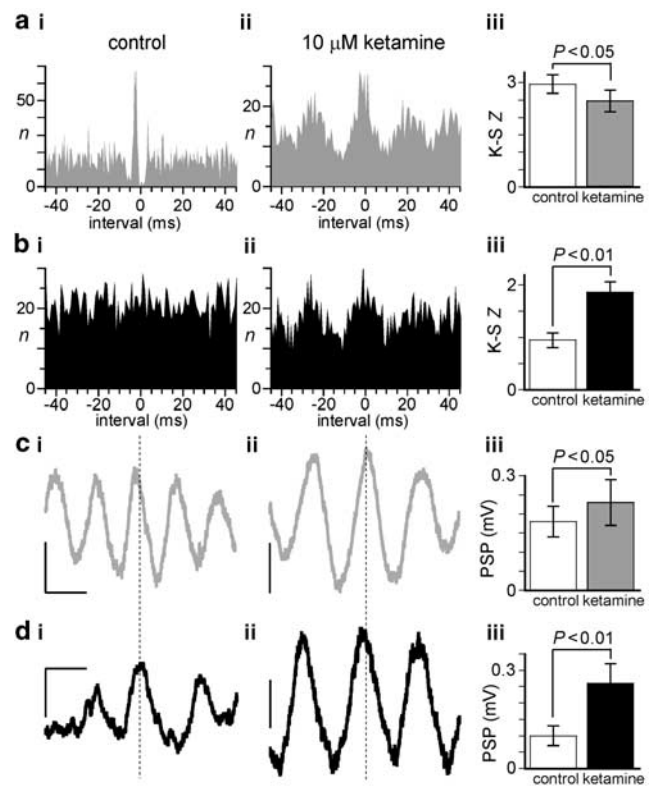 a i ii iii
control 10 µM ketamine
P < 0.05
50
n
0
-40 -20 0 20 40
interval (ms)
20
n
0
-40 -20 0 20 40
interval (ms)
3
K-S Z
0
control ketamine
b i ii iii
P < 0.01
20
n
0
-40 -20 0 20 40
interval (ms)
20
n
0
-40 -20 0 20 40
interval (ms)
2
K-S Z
0
control ketamine
c i ii iii
P < 0.05
0.3
PSP (mV)
0
control ketamine
d i ii iii
P < 0.01
0.3
PSP (mV)
0
control ketamine